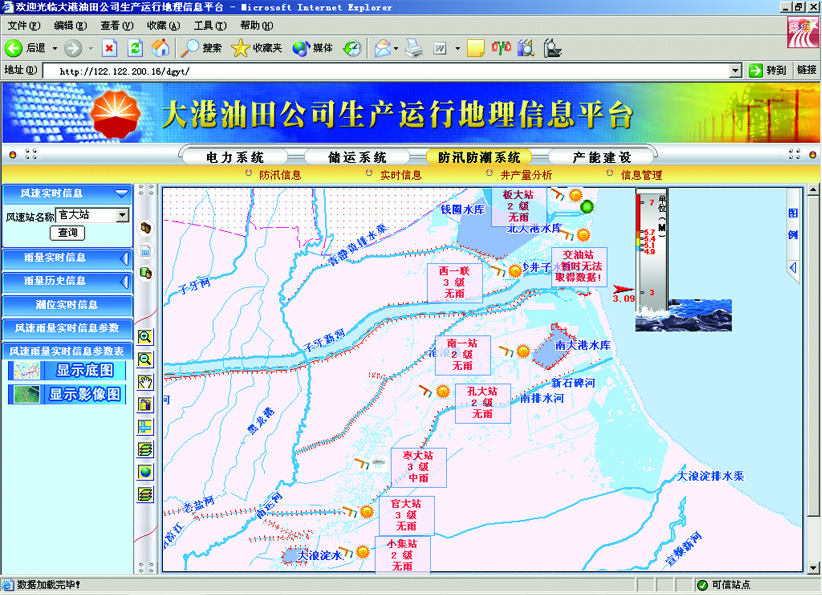 欢迎光临大港油田公司生产运行地理信息平台 - Microsoft Internet Explorer
文件(F) 编辑(E) 查看(V) 收藏(A) 工具(T) 帮助(H)
后退 搜索 收藏夹 媒体
地址(D) http://122.122.200.16/dgyt/ 转到 链接
大港油田公司生产运行地理信息平台
电力系统 储运系统 防汛防潮系统 产能建设
防汛信息 实时信息 井产量分析 信息管理
风速实时信息
风速站名称 官大站
查询
雨量实时信息
雨量历史信息
潮位实时信息
风速雨量实时信息参数
风速雨量实时信息参数表
显示底图
显示影像图
板大站
2 级
无雨
钱圈水库
北大港水库
青静黄排水渠
交油站
暂时无法
取得数据!
西一联
3 级
无雨
子牙河
子牙新河
南一站
2 级
无雨
南大港水库
孔大站
2 级
无雨
新石碑河
南排水河
黑龙港
枣大站
3 级
中雨
大浪淀排水渠
官大站
3 级
无雨
老盐河
南运河
小集站
2 级
无雨
大浪淀水
宣惠新河
单位(M)
7
5.7
5.4
5.1
4.9
3
3.09
图例
数据加载完毕!
可信站点